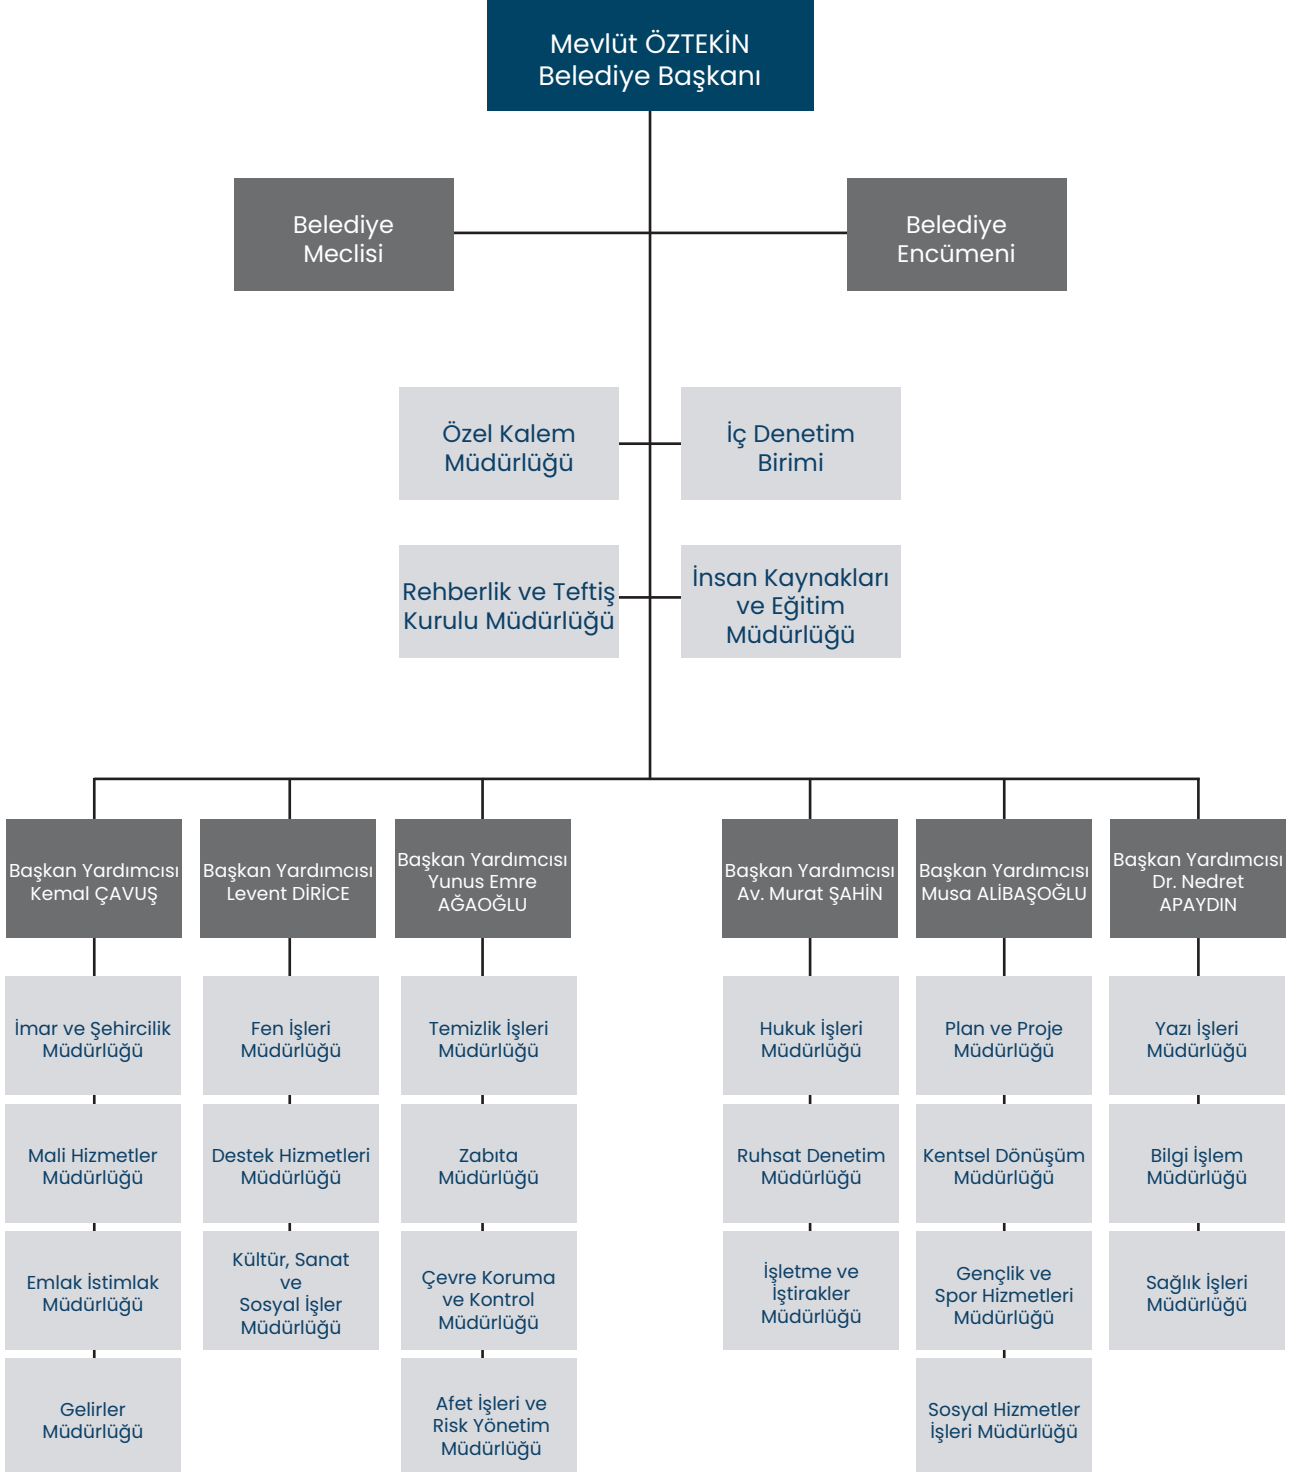 Mevlüt ÖZTEKİN
Belediye Başkanı
Belediye
Meclisi
Belediye
Encümeni
Özel Kalem
Müdürlüğü
İç Denetim
Birimi
Rehberlik ve Teftiş
Kurulu Müdürlüğü
İnsan Kaynakları
ve Eğitim
Müdürlüğü
Başkan Yardımcısı
Kemal ÇAVUŞ
Başkan Yardımcısı
Levent DİRİCE
Başkan Yardımcısı
Yunus Emre
AĞAOĞLU
Başkan Yardımcısı
Av. Murat ŞAHİN
Başkan Yardımcısı
Musa ALİBAŞOĞLU
Başkan Yardımcısı
Dr. Nedret
APAYDIN
İmar ve Şehircilik
Müdürlüğü
Fen İşleri
Müdürlüğü
Temizlik İşleri
Müdürlüğü
Hukuk İşleri
Müdürlüğü
Plan ve Proje
Müdürlüğü
Yazı İşleri
Müdürlüğü
Mali Hizmetler
Müdürlüğü
Destek Hizmetleri
Müdürlüğü
Zabıta
Müdürlüğü
Ruhsat Denetim
Müdürlüğü
Kentsel Dönüşüm
Müdürlüğü
Bilgi İşlem
Müdürlüğü
Emlak İstimlak
Müdürlüğü
Kültür, Sanat
ve
Sosyal İşler
Müdürlüğü
Çevre Koruma
ve Kontrol
Müdürlüğü
İşletme ve
İştirakler
Müdürlüğü
Gençlik ve
Spor Hizmetleri
Müdürlüğü
Sağlık İşleri
Müdürlüğü
Gelirler
Müdürlüğü
Afet İşleri ve
Risk Yönetim
Müdürlüğü
Sosyal Hizmetler
İşleri Müdürlüğü